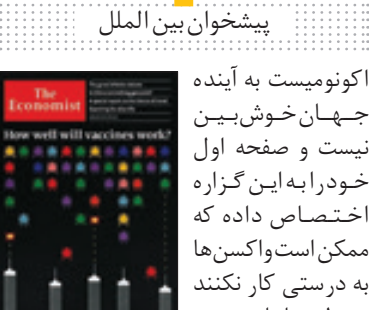 پیشخوان بین الملل
اکونومیست به آینده
جهان خوش‌بین
نیست و صفحه اول
خود را به این گزاره
اختصاص داده که
ممکن است واکسن‌ها
به درستی کار نکنند
The
Economist
How well will vaccines work?